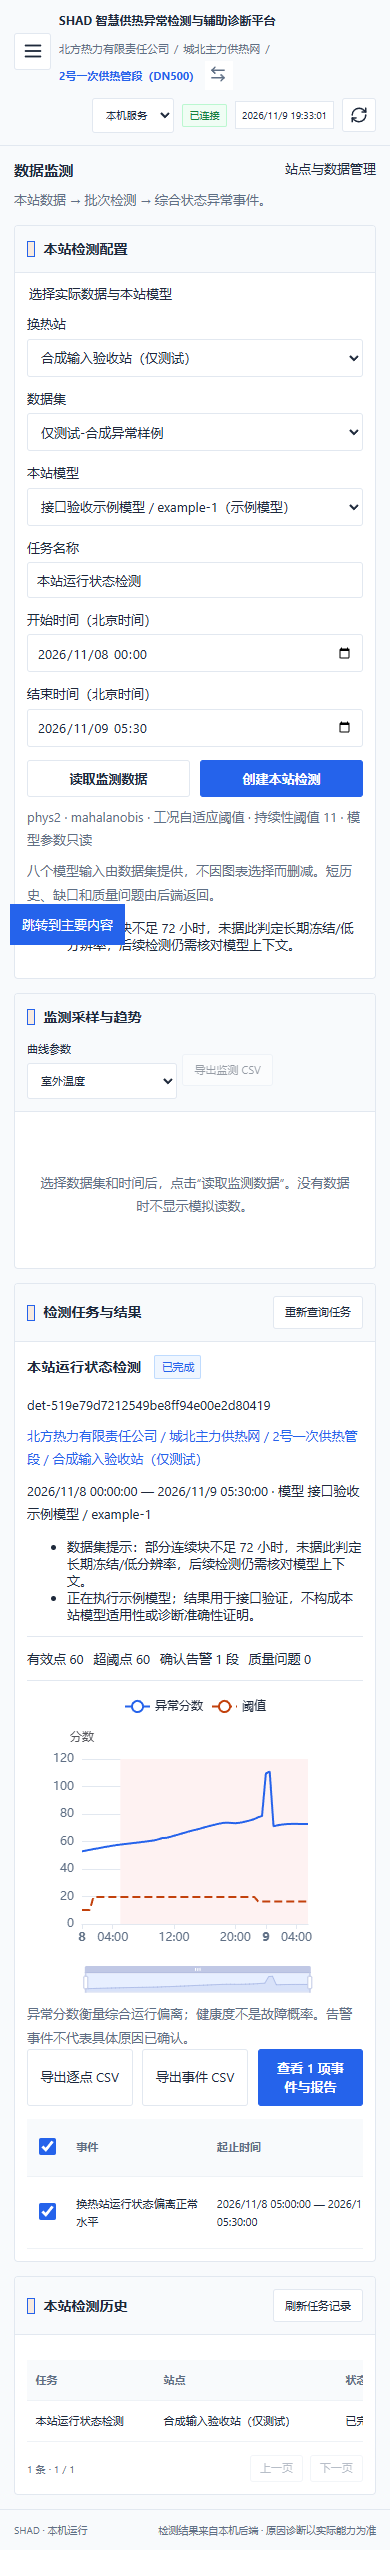 SHAD 智慧供热异常检测与辅助诊断平台
北方热力有限责任公司 / 城北主力供热网 /
2号一次供热管段（DN500）
本机服务
已连接
2026/11/9 19:33:01
数据监测
站点与数据管理
本站数据 → 批次检测 → 综合状态异常事件。
本站检测配置
选择实际数据与本站模型
换热站
合成输入验收站（仅测试）
数据集
仅测试-合成异常样例
本站模型
接口验收示例模型 / example-1（示例模型）
任务名称
本站运行状态检测
开始时间（北京时间）
2026/11/08 00:00
结束时间（北京时间）
2026/11/09 05:30
读取监测数据
创建本站检测
phys2 · mahalanobis · 工况自适应阈值 · 持续性阈值 11 · 模
型参数只读
八个模型输入由数据集提供，不因图表选择而删减。短历
史、缺口和质量问题由后端返回。
跳转到主要内容
块不足 72 小时，未据此判定长期冻结/低
分辨率，后续检测仍需核对模型上下文。
监测采样与趋势
曲线参数
室外温度
导出监测 CSV
选择数据集和时间后，点击“读取监测数据”。没有数据
时不显示模拟读数。
检测任务与结果
重新查询任务
本站运行状态检测
已完成
det-519e79d7212549be8ff94e00e2d80419
北方热力有限责任公司 / 城北主力供热网 / 2号一次供热管
段 / 合成输入验收站（仅测试）
2026/11/8 00:00:00 — 2026/11/9 05:30:00 · 模型 接口验收
示例模型 / example-1
• 数据集提示：部分连续块不足 72 小时，未据此判定
长期冻结/低分辨率，后续检测仍需核对模型上下
文。
• 正在执行示例模型；结果用于接口验证，不构成本
站模型适用性或诊断准确性证明。
有效点 60 超阈点 60 确认告警 1 段 质量问题 0
异常分数 阈值
分数
120
100
80
60
40
20
0
8 04:00 12:00 20:00 9 04:00
异常分数衡量综合运行偏离；健康度不是故障概率。告警
事件不代表具体原因已确认。
导出逐点 CSV
导出事件 CSV
查看 1 项事
件与报告
事件 起止时间
换热站运行状态偏离正常
水平
2026/11/8 05:00:00 — 2026/1
05:30:00
本站检测历史
刷新任务记录
任务 站点 状态
本站运行状态检测 合成输入验收站（仅测试） 已完
1 条 · 1 / 1
上一页
下一页
SHAD · 本机运行
检测结果来自本机后端 · 原因诊断以实际能力为准